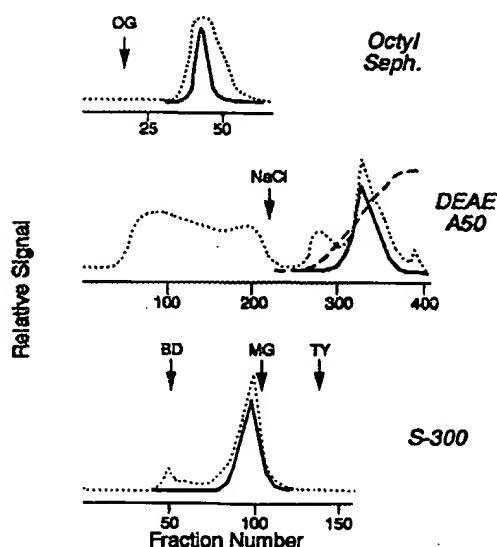 OG
Octyl
Seph.
25 50
NaCl
DEAE
A50
Relative Signal
100 200 300 400
BD MG TY
S-300
50 100 150
Fraction Number